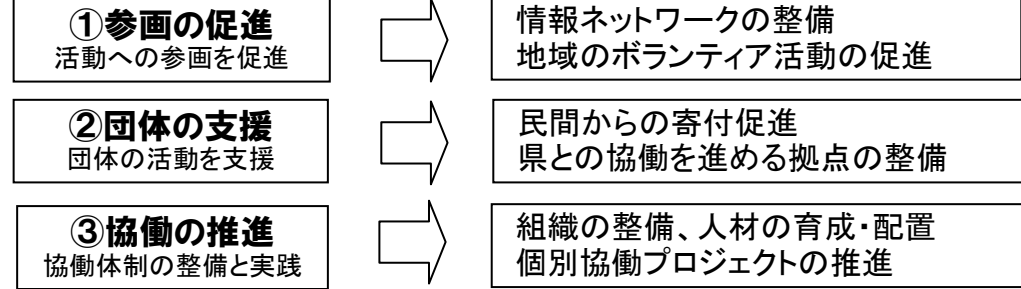 ①参画の促進
活動への参画を促進
情報ネットワークの整備
地域のボランティア活動の促進
②団体の支援
団体の活動を支援
民間からの寄付促進
県との協働を進める拠点の整備
③協働の推進
協働体制の整備と実践
組織の整備、人材の育成・配置
個別協働プロジェクトの推進